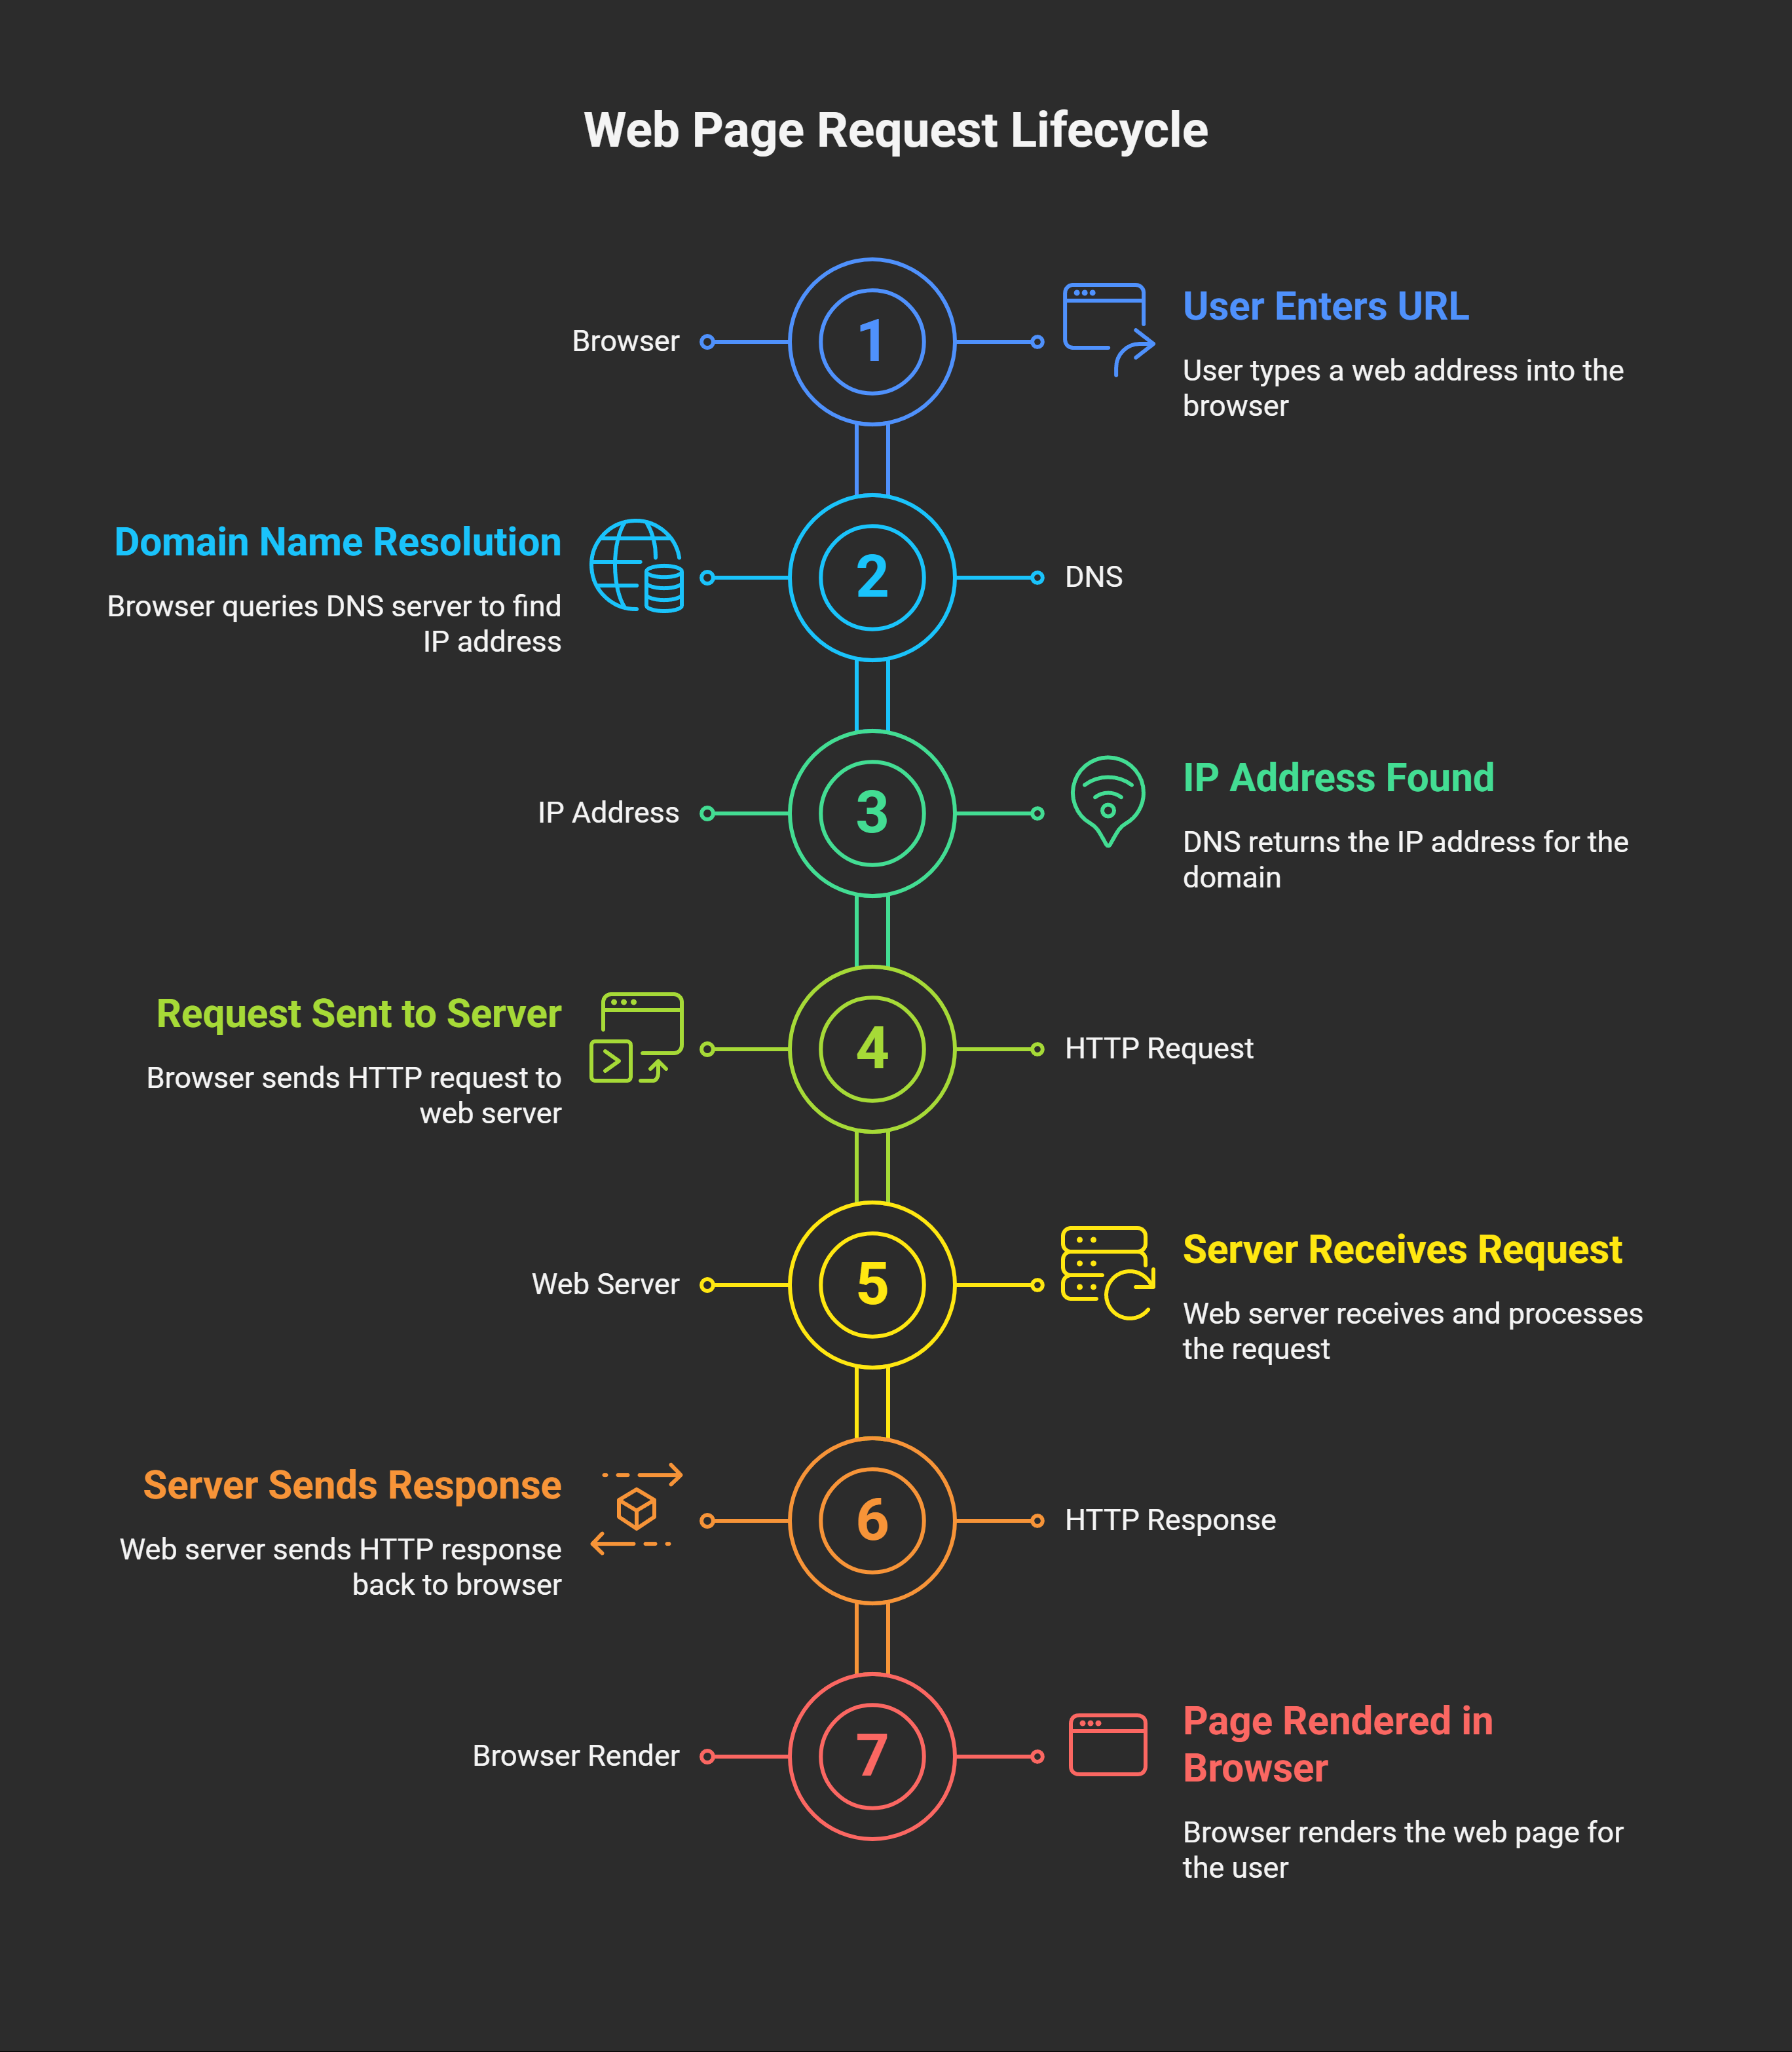 Web Page Request Lifecycle
Browser
1
User Enters URL
User types a web address into the
browser
Domain Name Resolution
Browser queries DNS server to find
IP address
2
DNS
IP Address
3
IP Address Found
DNS returns the IP address for the
domain
Request Sent to Server
Browser sends HTTP request to
web server
4
HTTP Request
Web Server
5
Server Receives Request
Web server receives and processes
the request
Server Sends Response
Web server sends HTTP response
back to browser
6
HTTP Response
Browser Render
7
Page Rendered in
Browser
Browser renders the web page for
the user